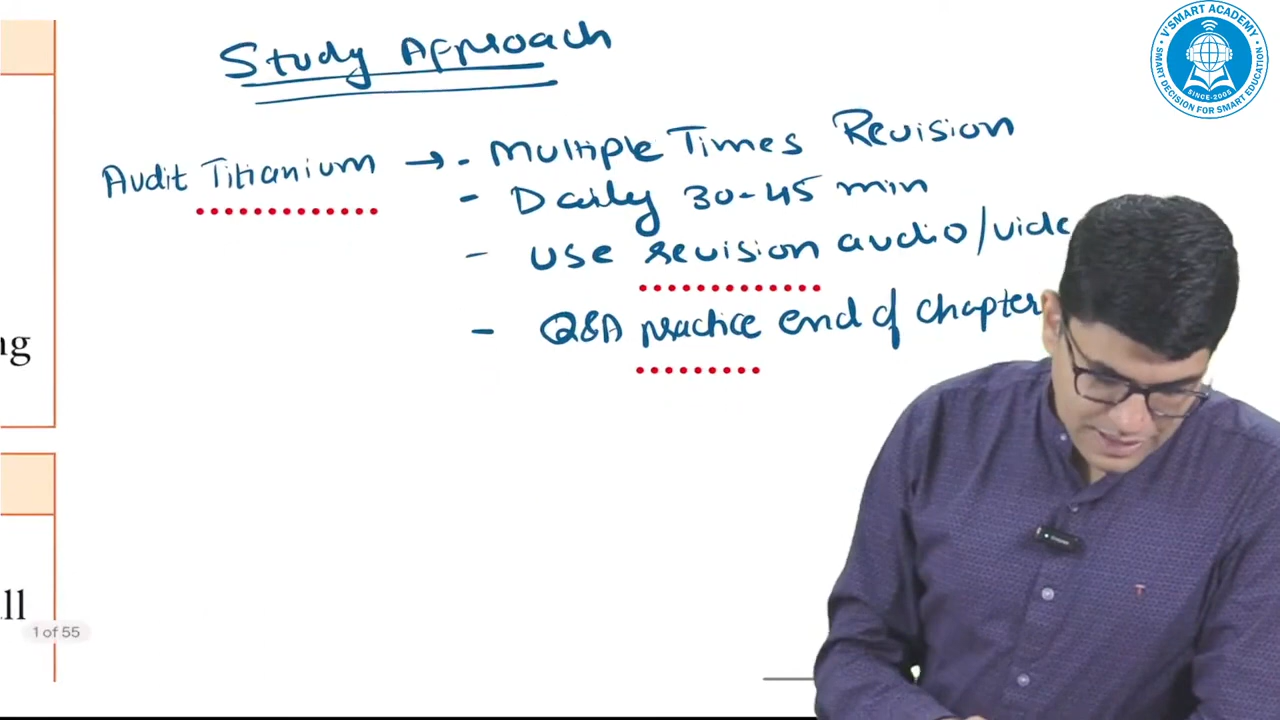 Study Approach
V'SMART ACADEMY
SMART DECISION FOR SMART EDUCATION
SINCE-2005
Audit Titianium → - Multiple Times Revision
- Daily 30-45 min
- Use revision audio/vide
- Q&A practice end of chapter
ng
ll
1 of 55